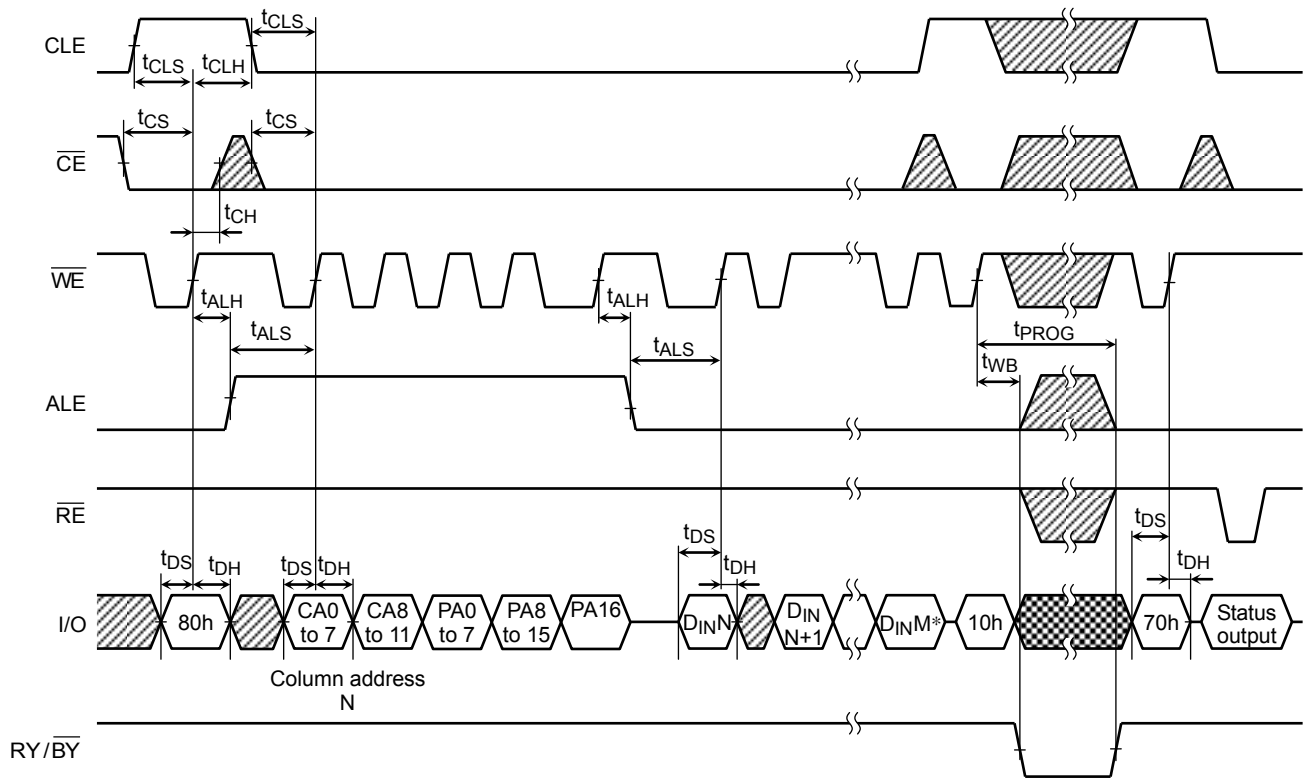 tCLS
CLE
tCLS tCLH
tCS tCS
CE
tCH
WE
tALH tALH
tALS tPROG
tALS
tWB
ALE
RE
tDS tDS
tDS tDH tDS tDH tDH tDH
I/O 80h CA0 to 7 CA8 to 11 PA0 to 7 PA8 to 15 PA16 DINN DIN N+1 DINM* 10h 70h Status output
Column address
N
RY/BY